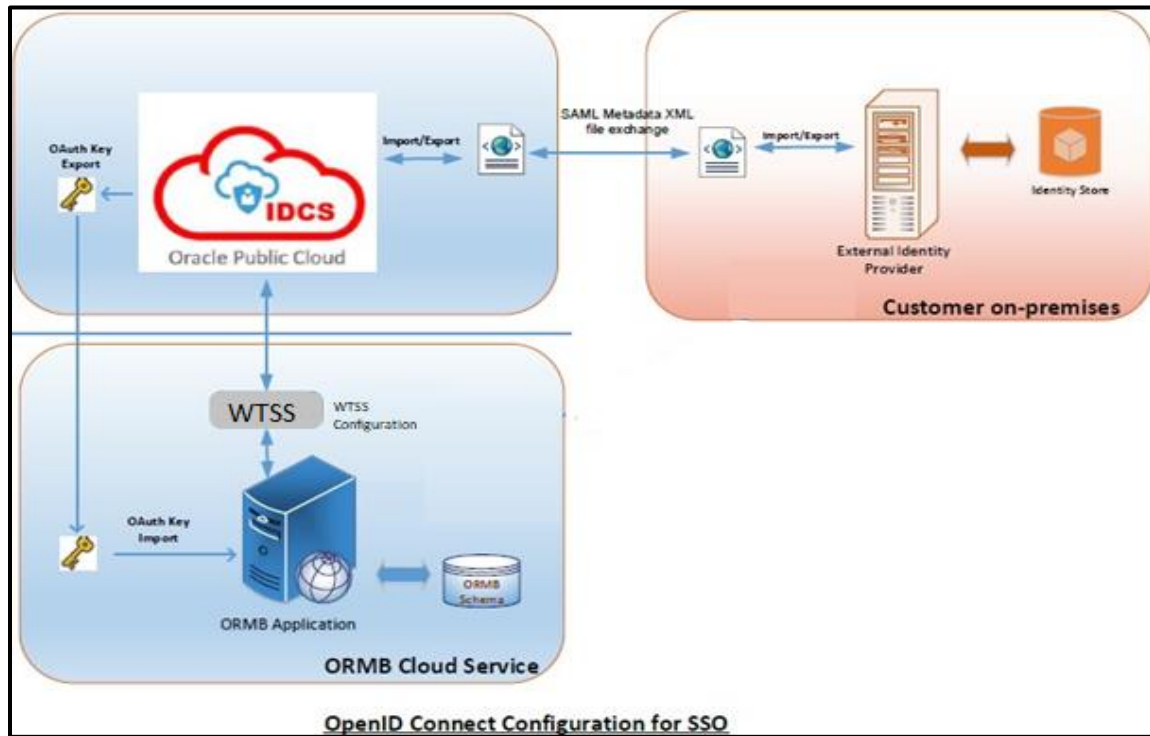 OAuth Key
Export
IDCS
Oracle Public Cloud
Import/Export
SAML Metadata XML
file exchange
Import/Export
External Identity
Provider
Identity Store
Customer on-premises
WTSS
WTSS
Configuration
OAuth Key
Import
ORMB Application
ORMB
Schema
ORMB Cloud Service
OpenID Connect Configuration for SSO